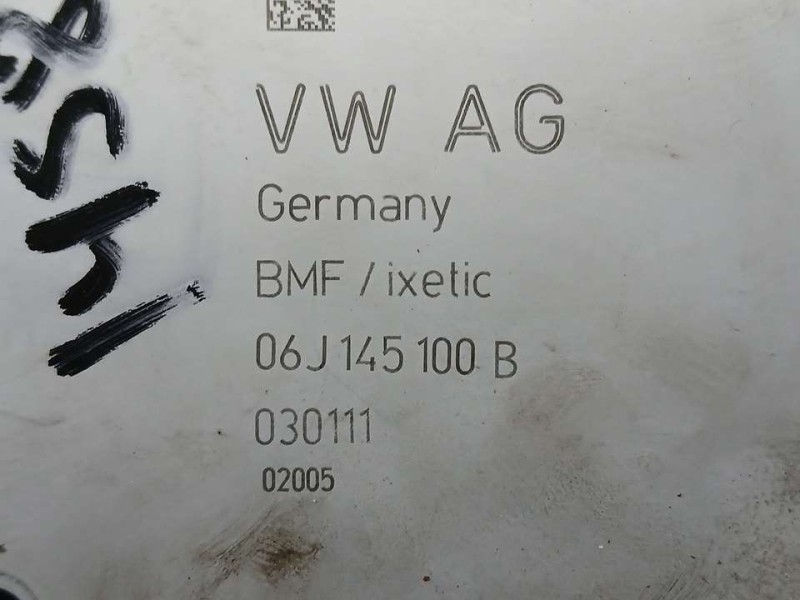 VW AG
Germany
BMF / ixetic
06J 145 100 B
030111
02005